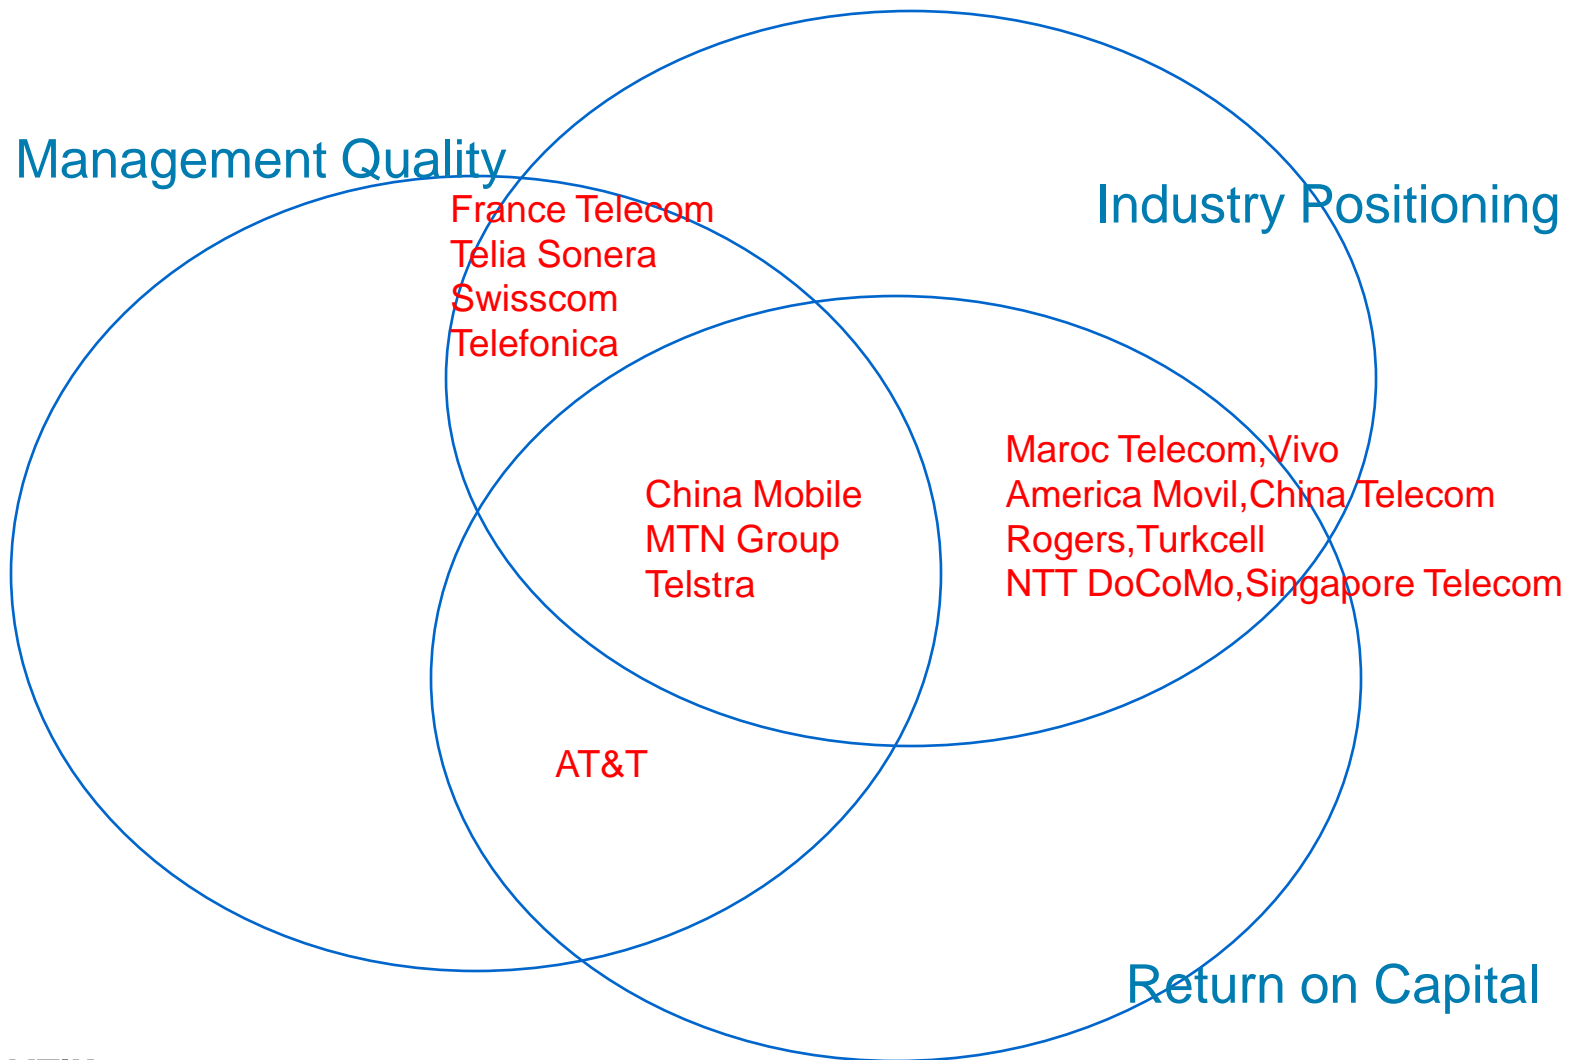 Management Quality
Industry Positioning
France Telecom
Telia Sonera
Swisscom
Telefonica
China Mobile
MTN Group
Telstra
Maroc Telecom,Vivo
America Movil,China Telecom
Rogers,Turkcell
NTT DoCoMo,Singapore Telecom
AT&T
Return on Capital